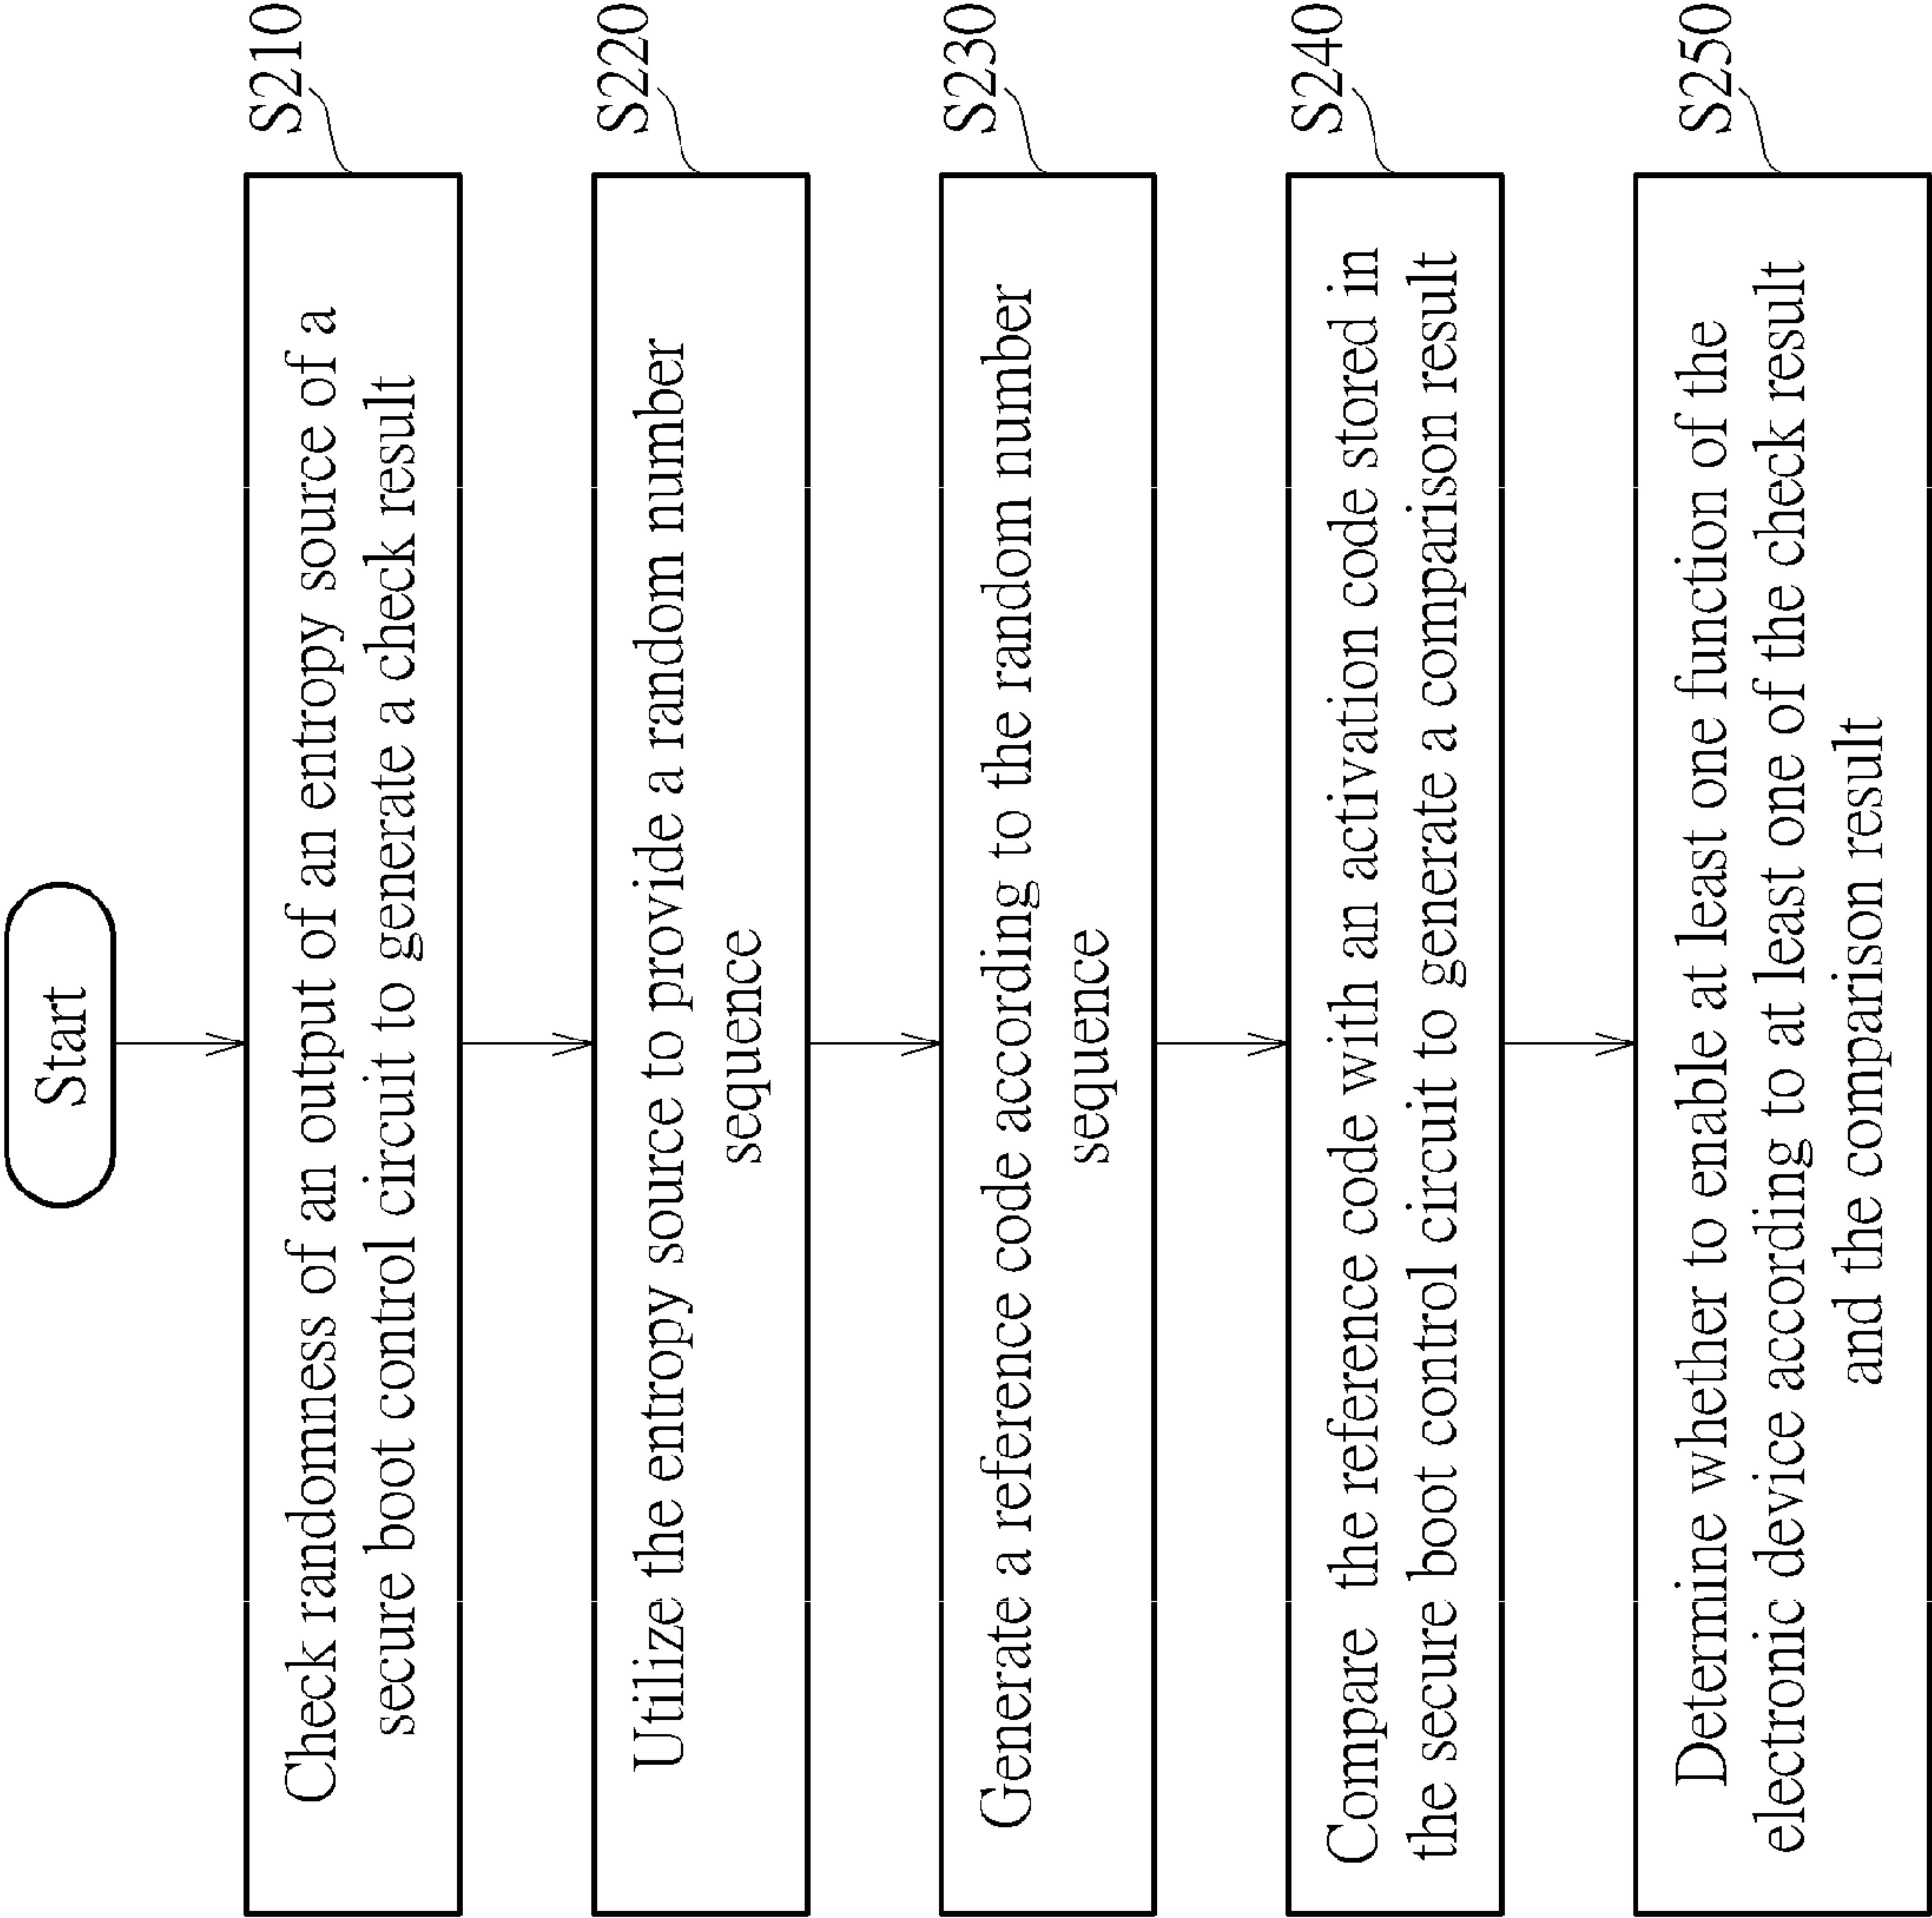 Start
S210
Check randomness of an output of an entropy source of a
secure boot control circuit to generate a check result
S220
Utilize the entropy source to provide a random number
sequence
S230
Generate a reference code according to the random number
sequence
S240
Compare the reference code with an activation code stored in
the secure boot control circuit to generate a comparison result
S250
Determine whether to enable at least one function of the
electronic device according to at least one of the check result
and the comparison result